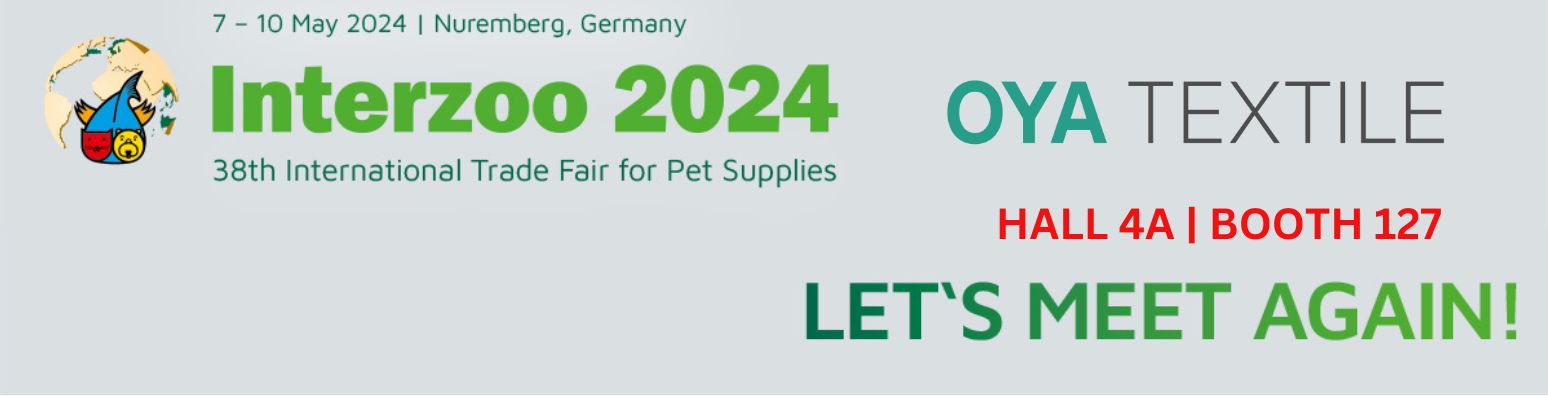 7 – 10 May 2024 | Nuremberg, Germany
Interzoo 2024
38th International Trade Fair for Pet Supplies
OYA TEXTILE
HALL 4A | BOOTH 127
LET‘S MEET AGAIN!